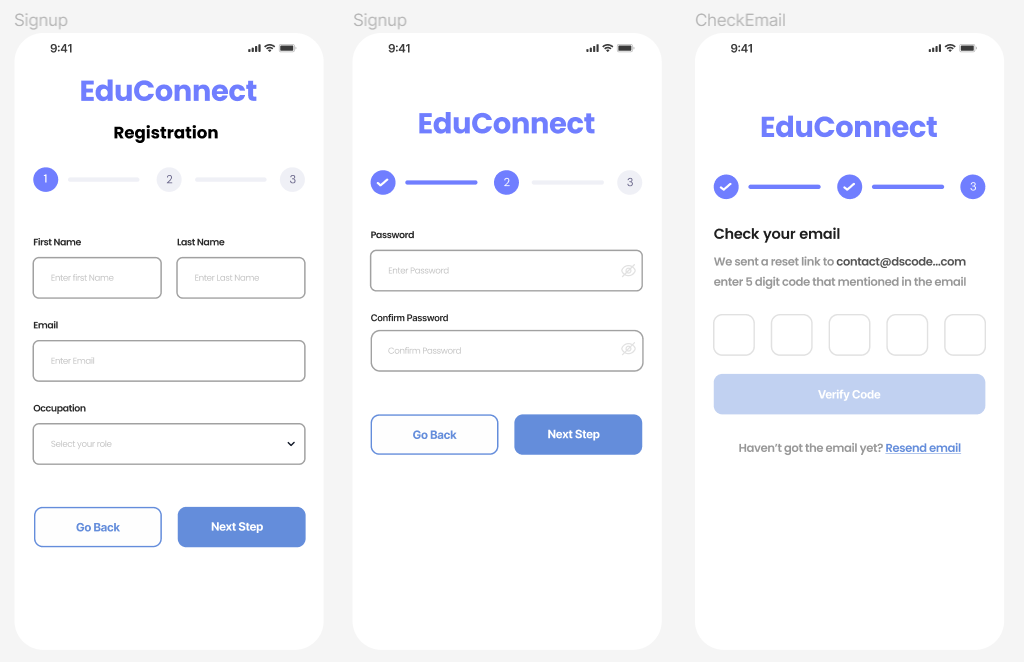 Signup
9:41
EduConnect
Registration
1
2
3
First Name
Last Name
Enter first Name
Enter Last Name
Email
Enter Email
Occupation
Select your role
Go Back
Next Step
Signup
9:41
EduConnect
2
3
Password
Enter Password
Confirm Password
Confirm Password
Go Back
Next Step
CheckEmail
9:41
EduConnect
3
Check your email
We sent a reset link to contact@dscode...com
enter 5 digit code that mentioned in the email
Verify Code
Haven't got the email yet? Resend email